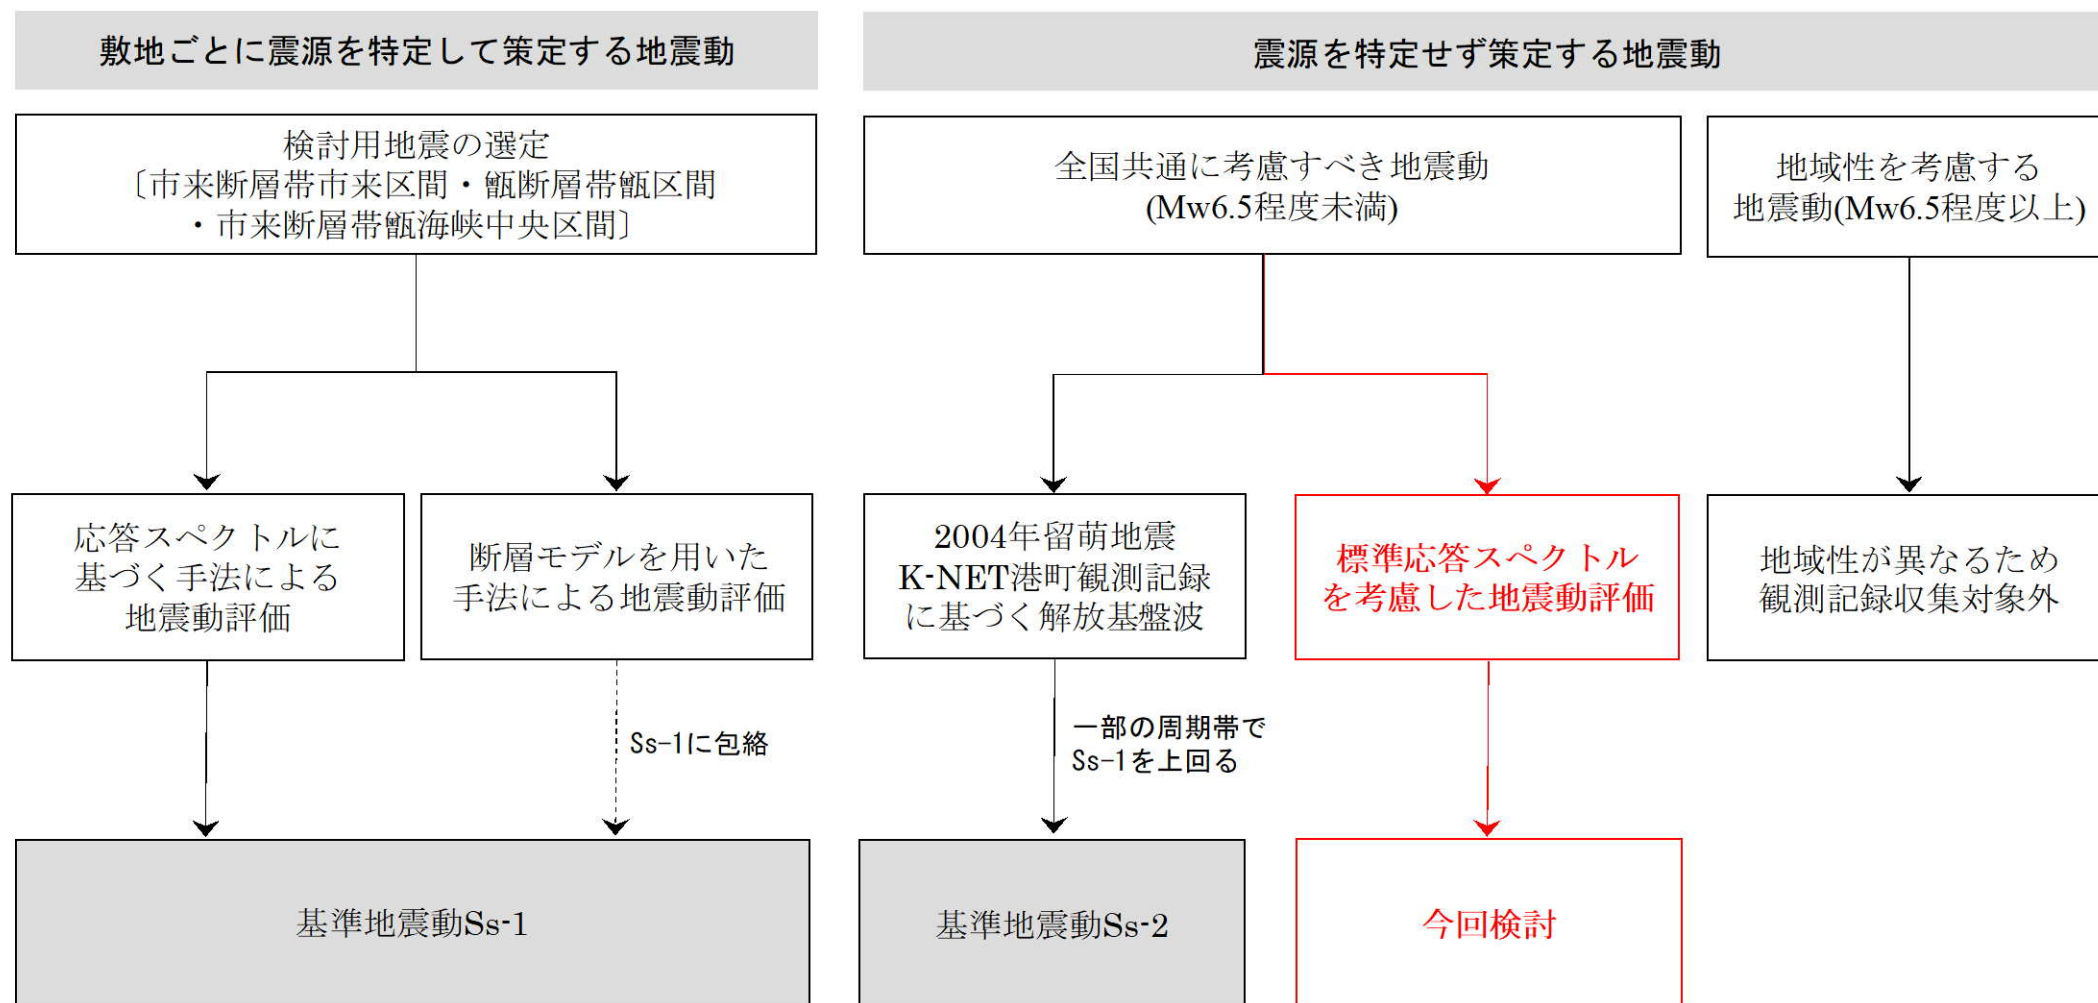 敷地ごとに震源を特定して策定する地震動
震源を特定せず策定する地震動
検討用地震の選定
〔市来断層帯市来区間・甑断層帯甑区間
・市来断層帯甑海峡中央区間〕
全国共通に考慮すべき地震動
(Mw6.5程度未満)
地域性を考慮する
地震動(Mw6.5程度以上)
応答スペクトルに
基づく手法による
地震動評価
断層モデルを用いた
手法による地震動評価
2004年留萌地震
K-NET港町観測記録
に基づく解放基盤波
標準応答スペクトル
を考慮した地震動評価
地域性が異なるため
観測記録収集対象外
Ss-1に包絡
一部の周期帯で
Ss-1を上回る
基準地震動Ss-1
基準地震動Ss-2
今回検討